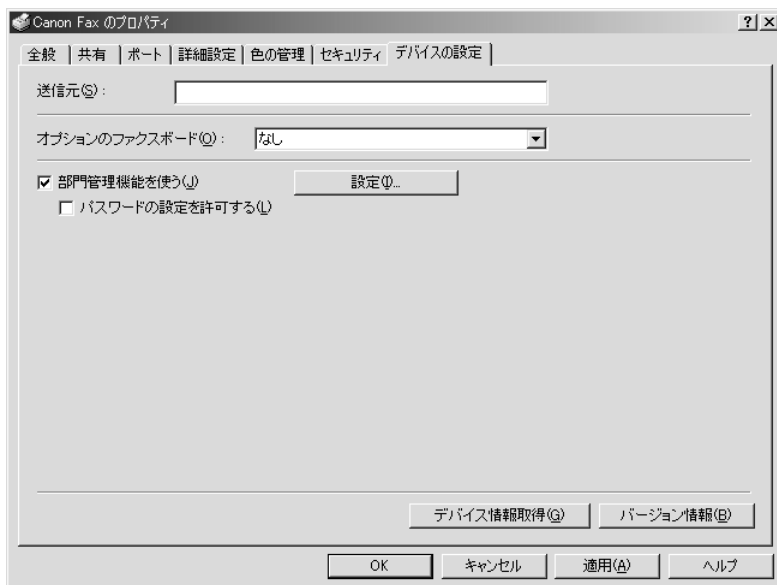 Canon Fax のプロパティ
全般 共有 ポート 詳細設定 色の管理 セキュリティ デバイスの設定
送信元(S):
オプションのファクスボード(O): なし
部門管理機能を使う(J) 設定(I)...
パスワードの設定を許可する(L)
デバイス情報取得(G) バージョン情報(B)
OK キャンセル 適用(A) ヘルプ